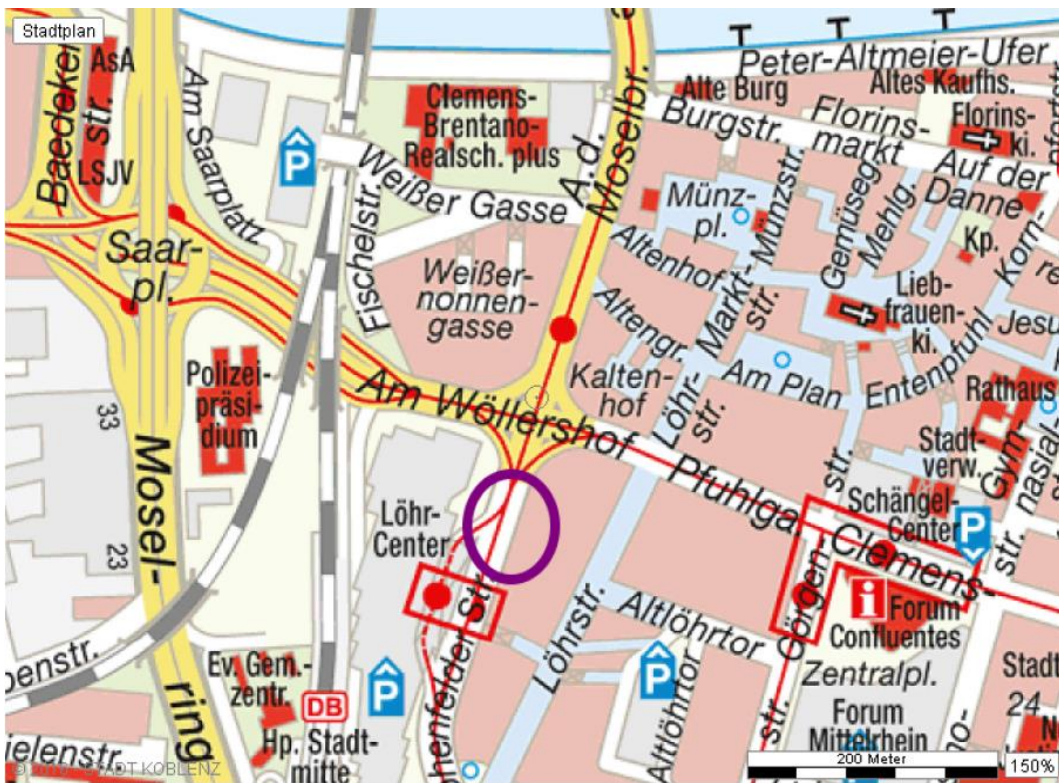 Stadtplan
AsA
Baedeker
str.
LSJV
Am Saarplatz
Saar-
pl.
P
Clemens-
Brentano-
Realsch. plus
Weißer Gasse
Fischelstr.
Weißer-
nonnen-
gasse
A.d.
Moselbr.
Peter-Altmeier-Ufer
Alte Burg
Altes Kaufhs.
Burgstr.
Florins-
markt
Florins-
ki.
Auf der
Danne
Münz-
pl.
Münzstr.
Gemüseg.
Mehlg.
Kp.
Korn-
Altenhof
Markt-
str.
Altengr.
Lieb-
frauen-
ki.
Jesu
Am Plan
Entenpfuhl
Kalten-
hof
Löhr-
str.
Rathaus
Polizei-
präsi-
dium
Am Wöllershof
Stadt-
verw.
Gym-
nasial-
str.
33
23
Mosel-
ring
Löhr-
Center
Pfuhlga.
str.
Schängel-
Center
P
Clemens-
Görgen-
str.
i
Forum
Confluentes
Altlöhrtor
Löhrstr.
Zentralpl.
Ev. Gem.-
zentr.
DB
Hp. Stadt-
mitte
P
P
Altlöhrtor
Forum
Mittelrhein
Stadt
24
200 Meter
150%
STADT KOBLENZ